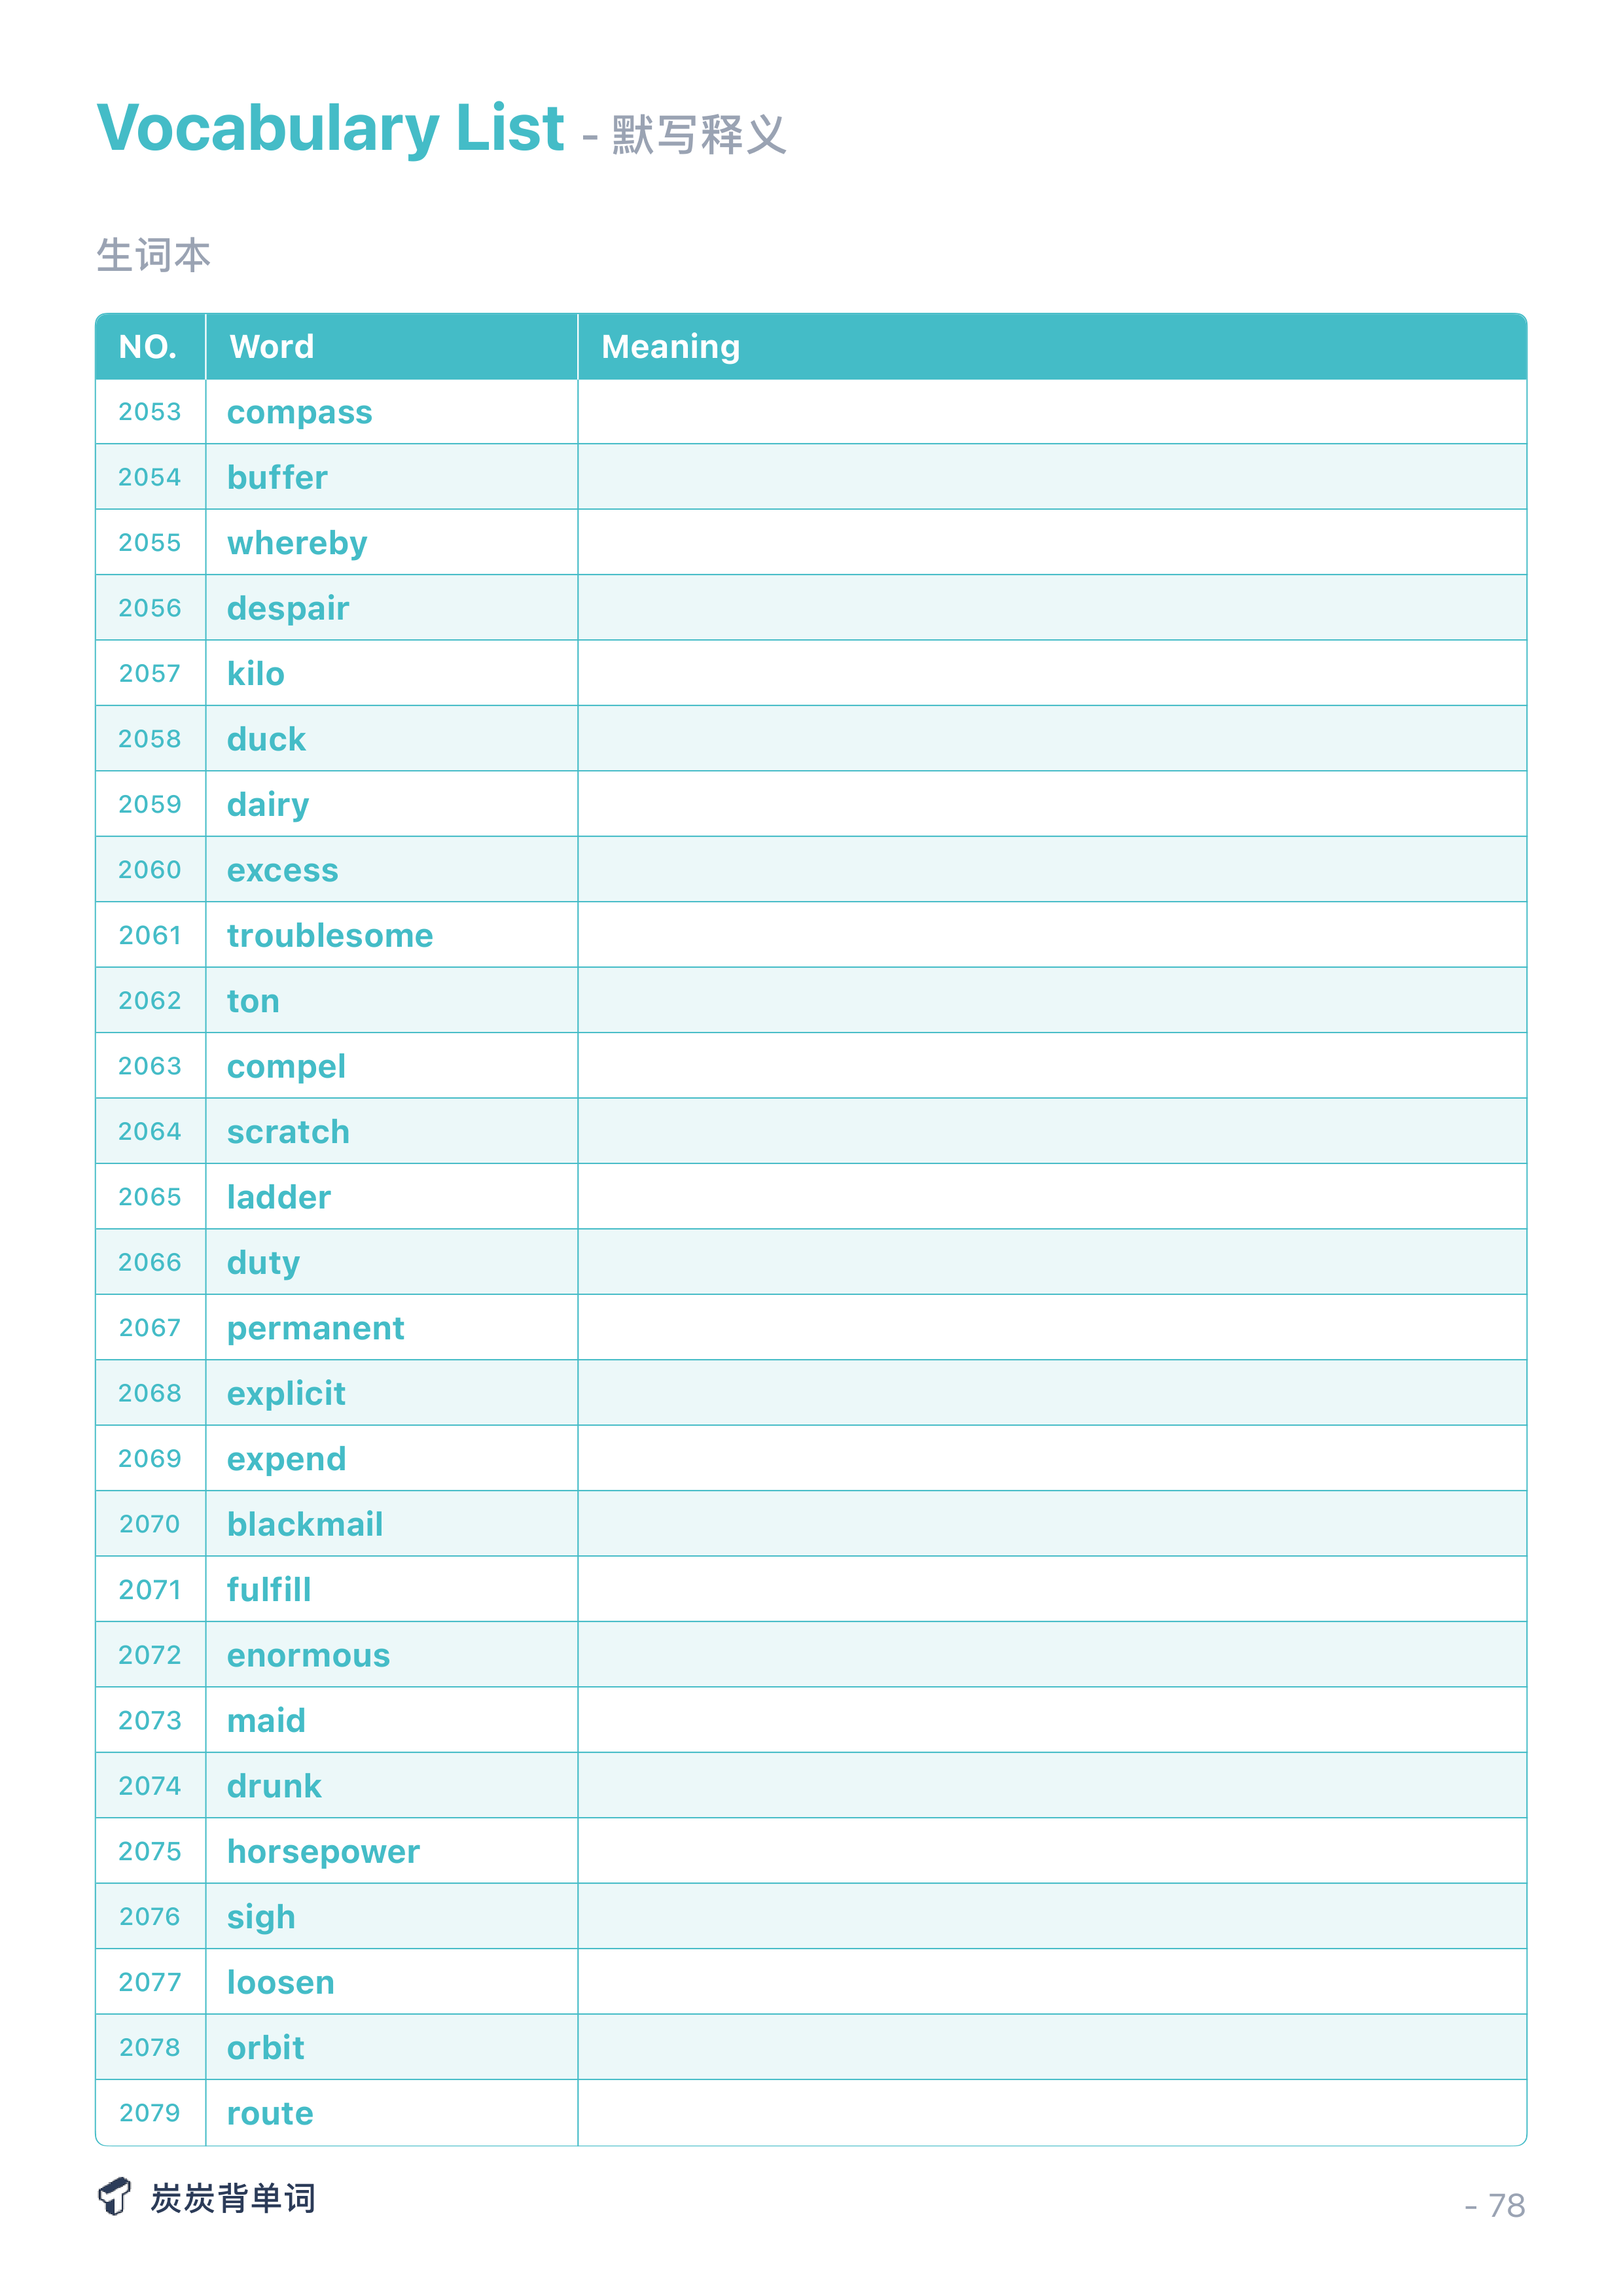 Vocabulary List - 默写释义
生词本
NO. Word Meaning
2053 compass
2054 buffer
2055 whereby
2056 despair
2057 kilo
2058 duck
2059 dairy
2060 excess
2061 troublesome
2062 ton
2063 compel
2064 scratch
2065 ladder
2066 duty
2067 permanent
2068 explicit
2069 expend
2070 blackmail
2071 fulfill
2072 enormous
2073 maid
2074 drunk
2075 horsepower
2076 sigh
2077 loosen
2078 orbit
2079 route
炭炭背单词 - 78